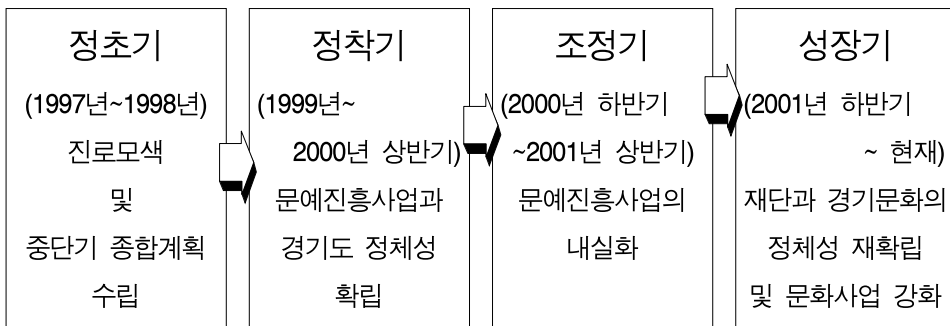 정초기
(1997년~1998년)
진로모색
및
중단기 종합계획
수립
정착기
(1999년~
2000년 상반기)
문예진흥사업과
경기도 정체성
확립
조정기
(2000년 하반기
~2001년 상반기)
문예진흥사업의
내실화
성장기
(2001년 하반기
~ 현재)
재단과 경기문화의
정체성 재확립
및 문화사업 강화